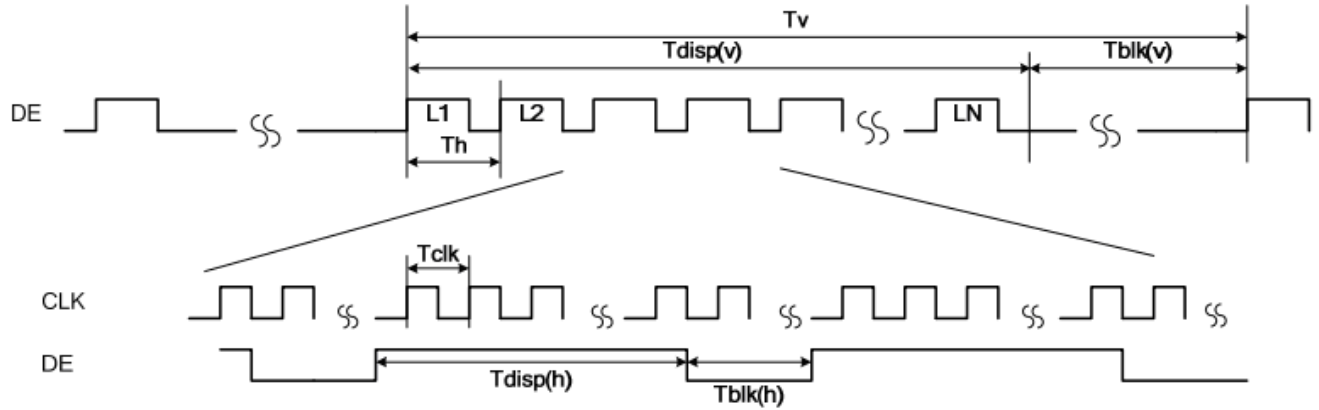 Tv
Tdisp(v) Tblk(v)
DE L1 L2 LN
Th
Tclk
CLK
DE
Tdisp(h) Tblk(h)